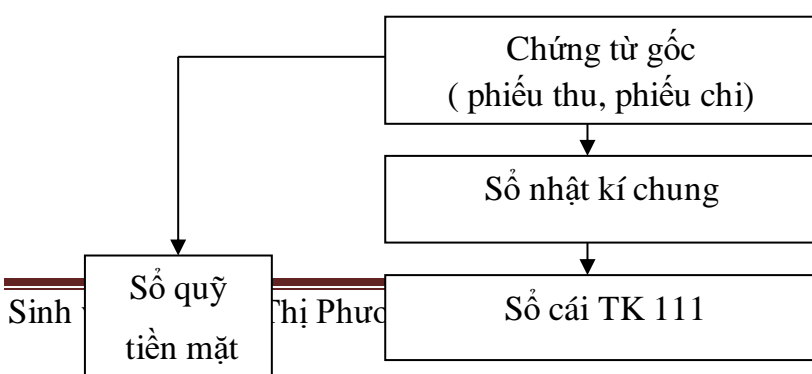 Chứng từ gốc
( phiếu thu, phiếu chi)
Sổ nhật kí chung
Sổ quỹ
tiền mặt
Sổ cái TK 111
Sinh
Thị